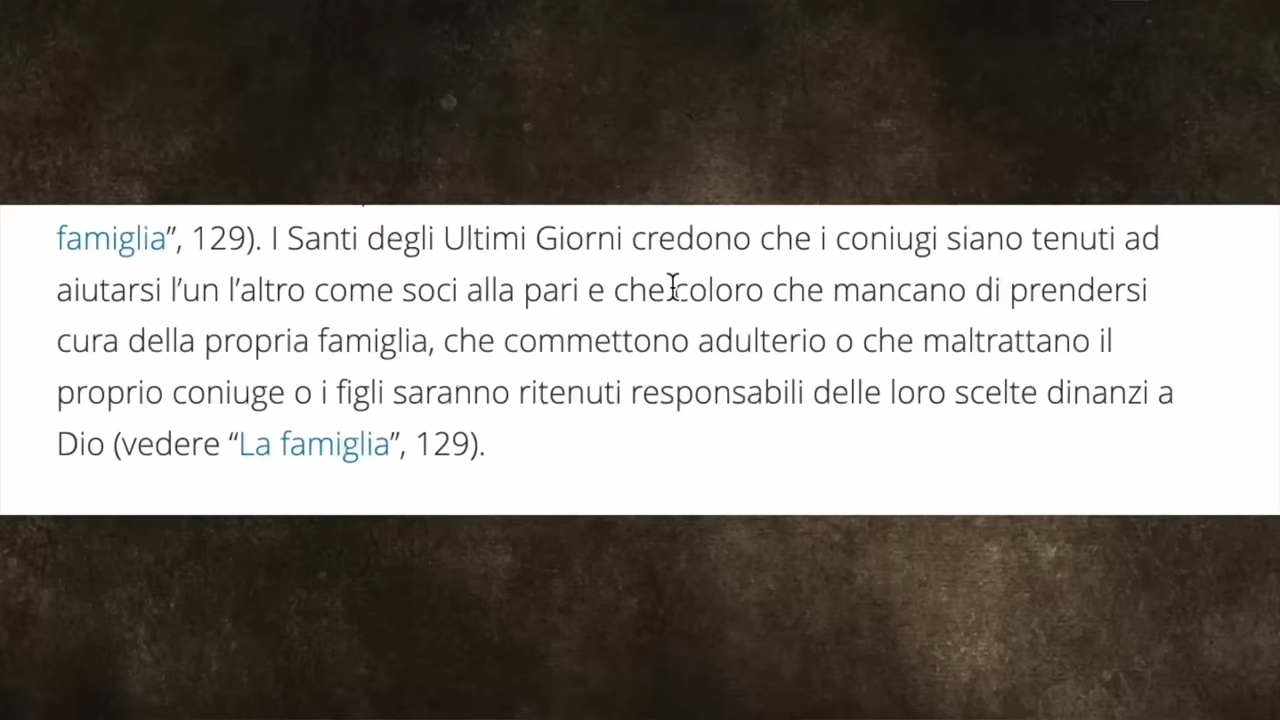 famiglia”, 129). I Santi degli Ultimi Giorni credono che i coniugi siano tenuti ad
aiutarsi l’un l’altro come soci alla pari e che coloro che mancano di prendersi
cura della propria famiglia, che commettono adulterio o che maltrattano il
proprio coniuge o i figli saranno ritenuti responsabili delle loro scelte dinanzi a
Dio (vedere “La famiglia”, 129).